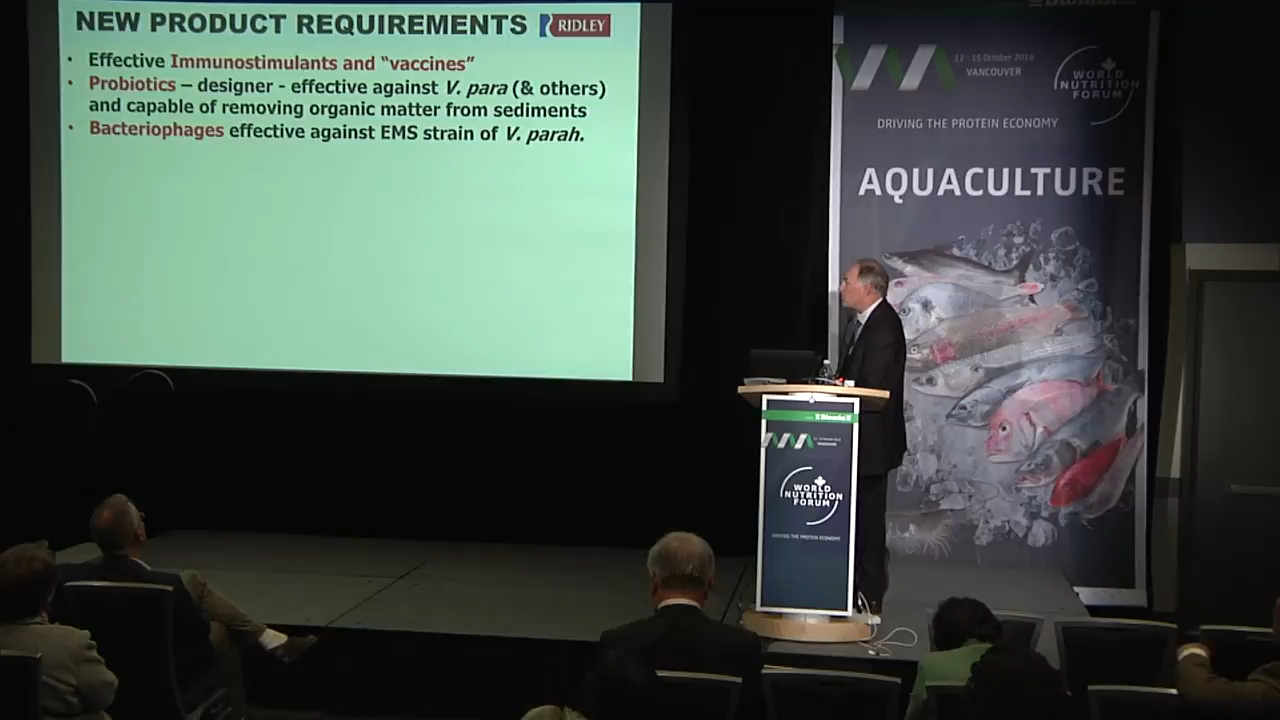 NEW PRODUCT REQUIREMENTS RIDLEY
• Effective Immunostimulants and “vaccines”
• Probiotics – designer - effective against V. para (& others)
and capable of removing organic matter from sediments
• Bacteriophages effective against EMS strain of V. parah.
12 - 15 October 2016
VANCOUVER
WORLD
NUTRITION
FORUM
DRIVING THE PROTEIN ECONOMY
AQUACULTURE
VANCOUVER
WORLD
NUTRITION
FORUM
DRIVING THE PROTEIN ECONOMY